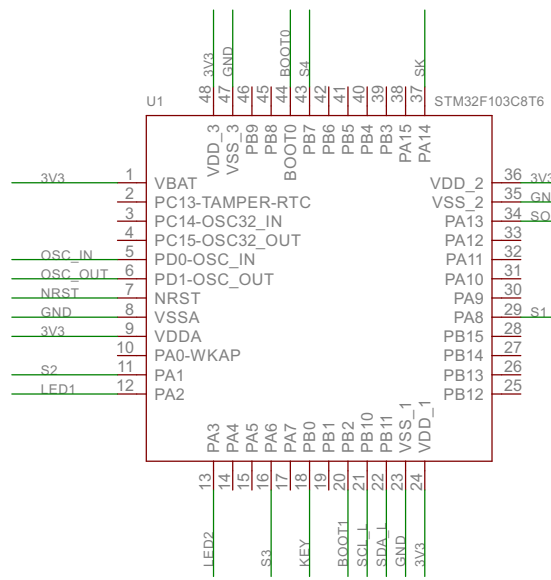 3V3
GND
BOOT0
S4
SK
48
47
46
45
44
43
42
41
40
39
38
37
U1
STM32F103C8T6
VDD_3
VSS_3
PB9
PB8
BOOT0
PB7
PB6
PB5
PB4
PB3
PA15
PA14
3V3 1 VBAT
2 PC13-TAMPER-RTC
3 PC14-OSC32_IN
4 PC15-OSC32_OUT
OSC_IN 5 PD0-OSC_IN
OSC_OUT 6 PD1-OSC_OUT
NRST 7 NRST
GND 8 VSSA
3V3 9 VDDA
10 PA0-WKAP
S2 11 PA1
LED1 12 PA2
VDD_2 36 3V3
VSS_2 35 GN
PA13 34 SO
PA12 33
PA11 32
PA10 31
PA9 30
PA8 29 S1
PB15 28
PB14 27
PB13 26
PB12 25
PA3
PA4
PA5
PA6
PA7
PB0
PB1
PB2
PB10
PB11
VSS_1
VDD_1
13
14
15
16
17
18
19
20
21
22
23
24
LED2
S3
KEY
BOOT1
SCL_L
SDA_L
GND
3V3